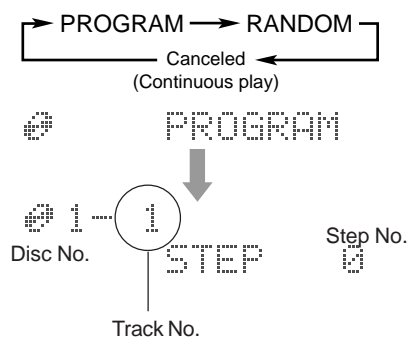 PROGRAM RANDOM
Canceled
(Continuous play)
PROGRAM
1-1
Disc No.
STEP 0
Step No.
Track No.